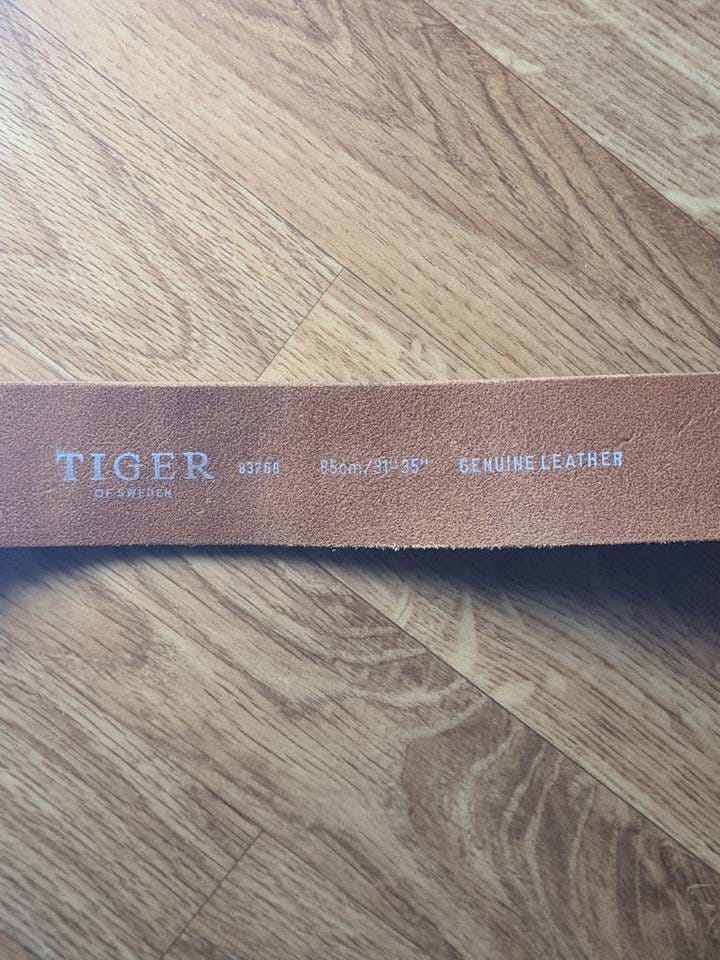 TIGER 83768 85cm/31" 35" GENUINE LEATHER
OF SWEDEN